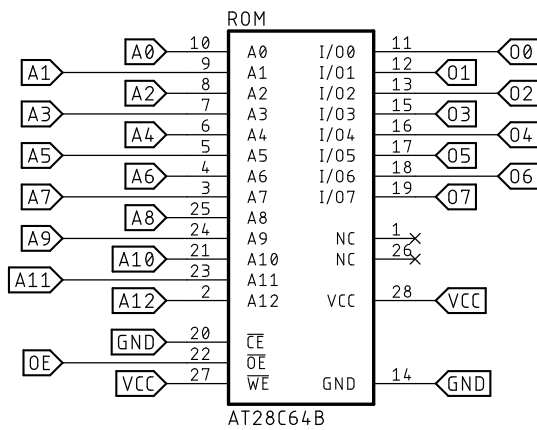 ROM
A0 10 A0 I/O0 11 O0
A1 9 A1 I/O1 12 O1
A2 8 A2 I/O2 13 O2
A3 7 A3 I/O3 15 O3
A4 6 A4 I/O4 16 O4
A5 5 A5 I/O5 17 O5
A6 4 A6 I/O6 18 O6
A7 3 A7 I/O7 19 O7
A8 25 A8
A9 24 A9 NC 1
A10 21 A10 NC 26
A11 23 A11
A12 2 A12 VCC 28 VCC
GND 20 CE
OE 22 OE
VCC 27 WE GND 14 GND
AT28C64B